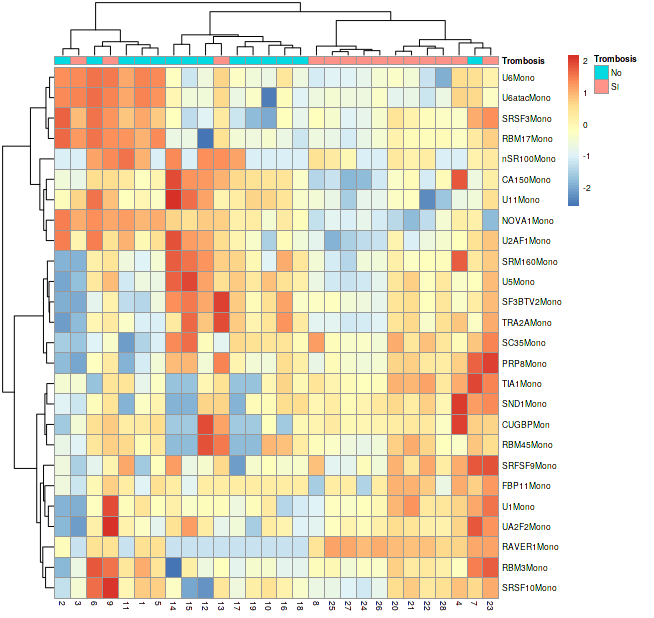 Trombosis
Trombosis
No
SI
2
1
0
-1
-2
U6Mono
U6atacMono
SRSF3Mono
RBM17Mono
nSR100Mono
CA150Mono
U11Mono
NOVA1Mono
U2AF1Mono
SRM160Mono
U5Mono
SF3BTV2Mono
TRA2AMono
SC35Mono
PRP8Mono
TIA1Mono
SND1Mono
CUGBPMon
RBM45Mono
SRFSF9Mono
FBP11Mono
U1Mono
UA2F2Mono
RAVER1Mono
RBM3Mono
SRSF10Mono
2 3 6 9 11 1 5 14 15 12 13 17 19 10 16 18 8 25 27 24 26 20 21 22 28 4 7 23